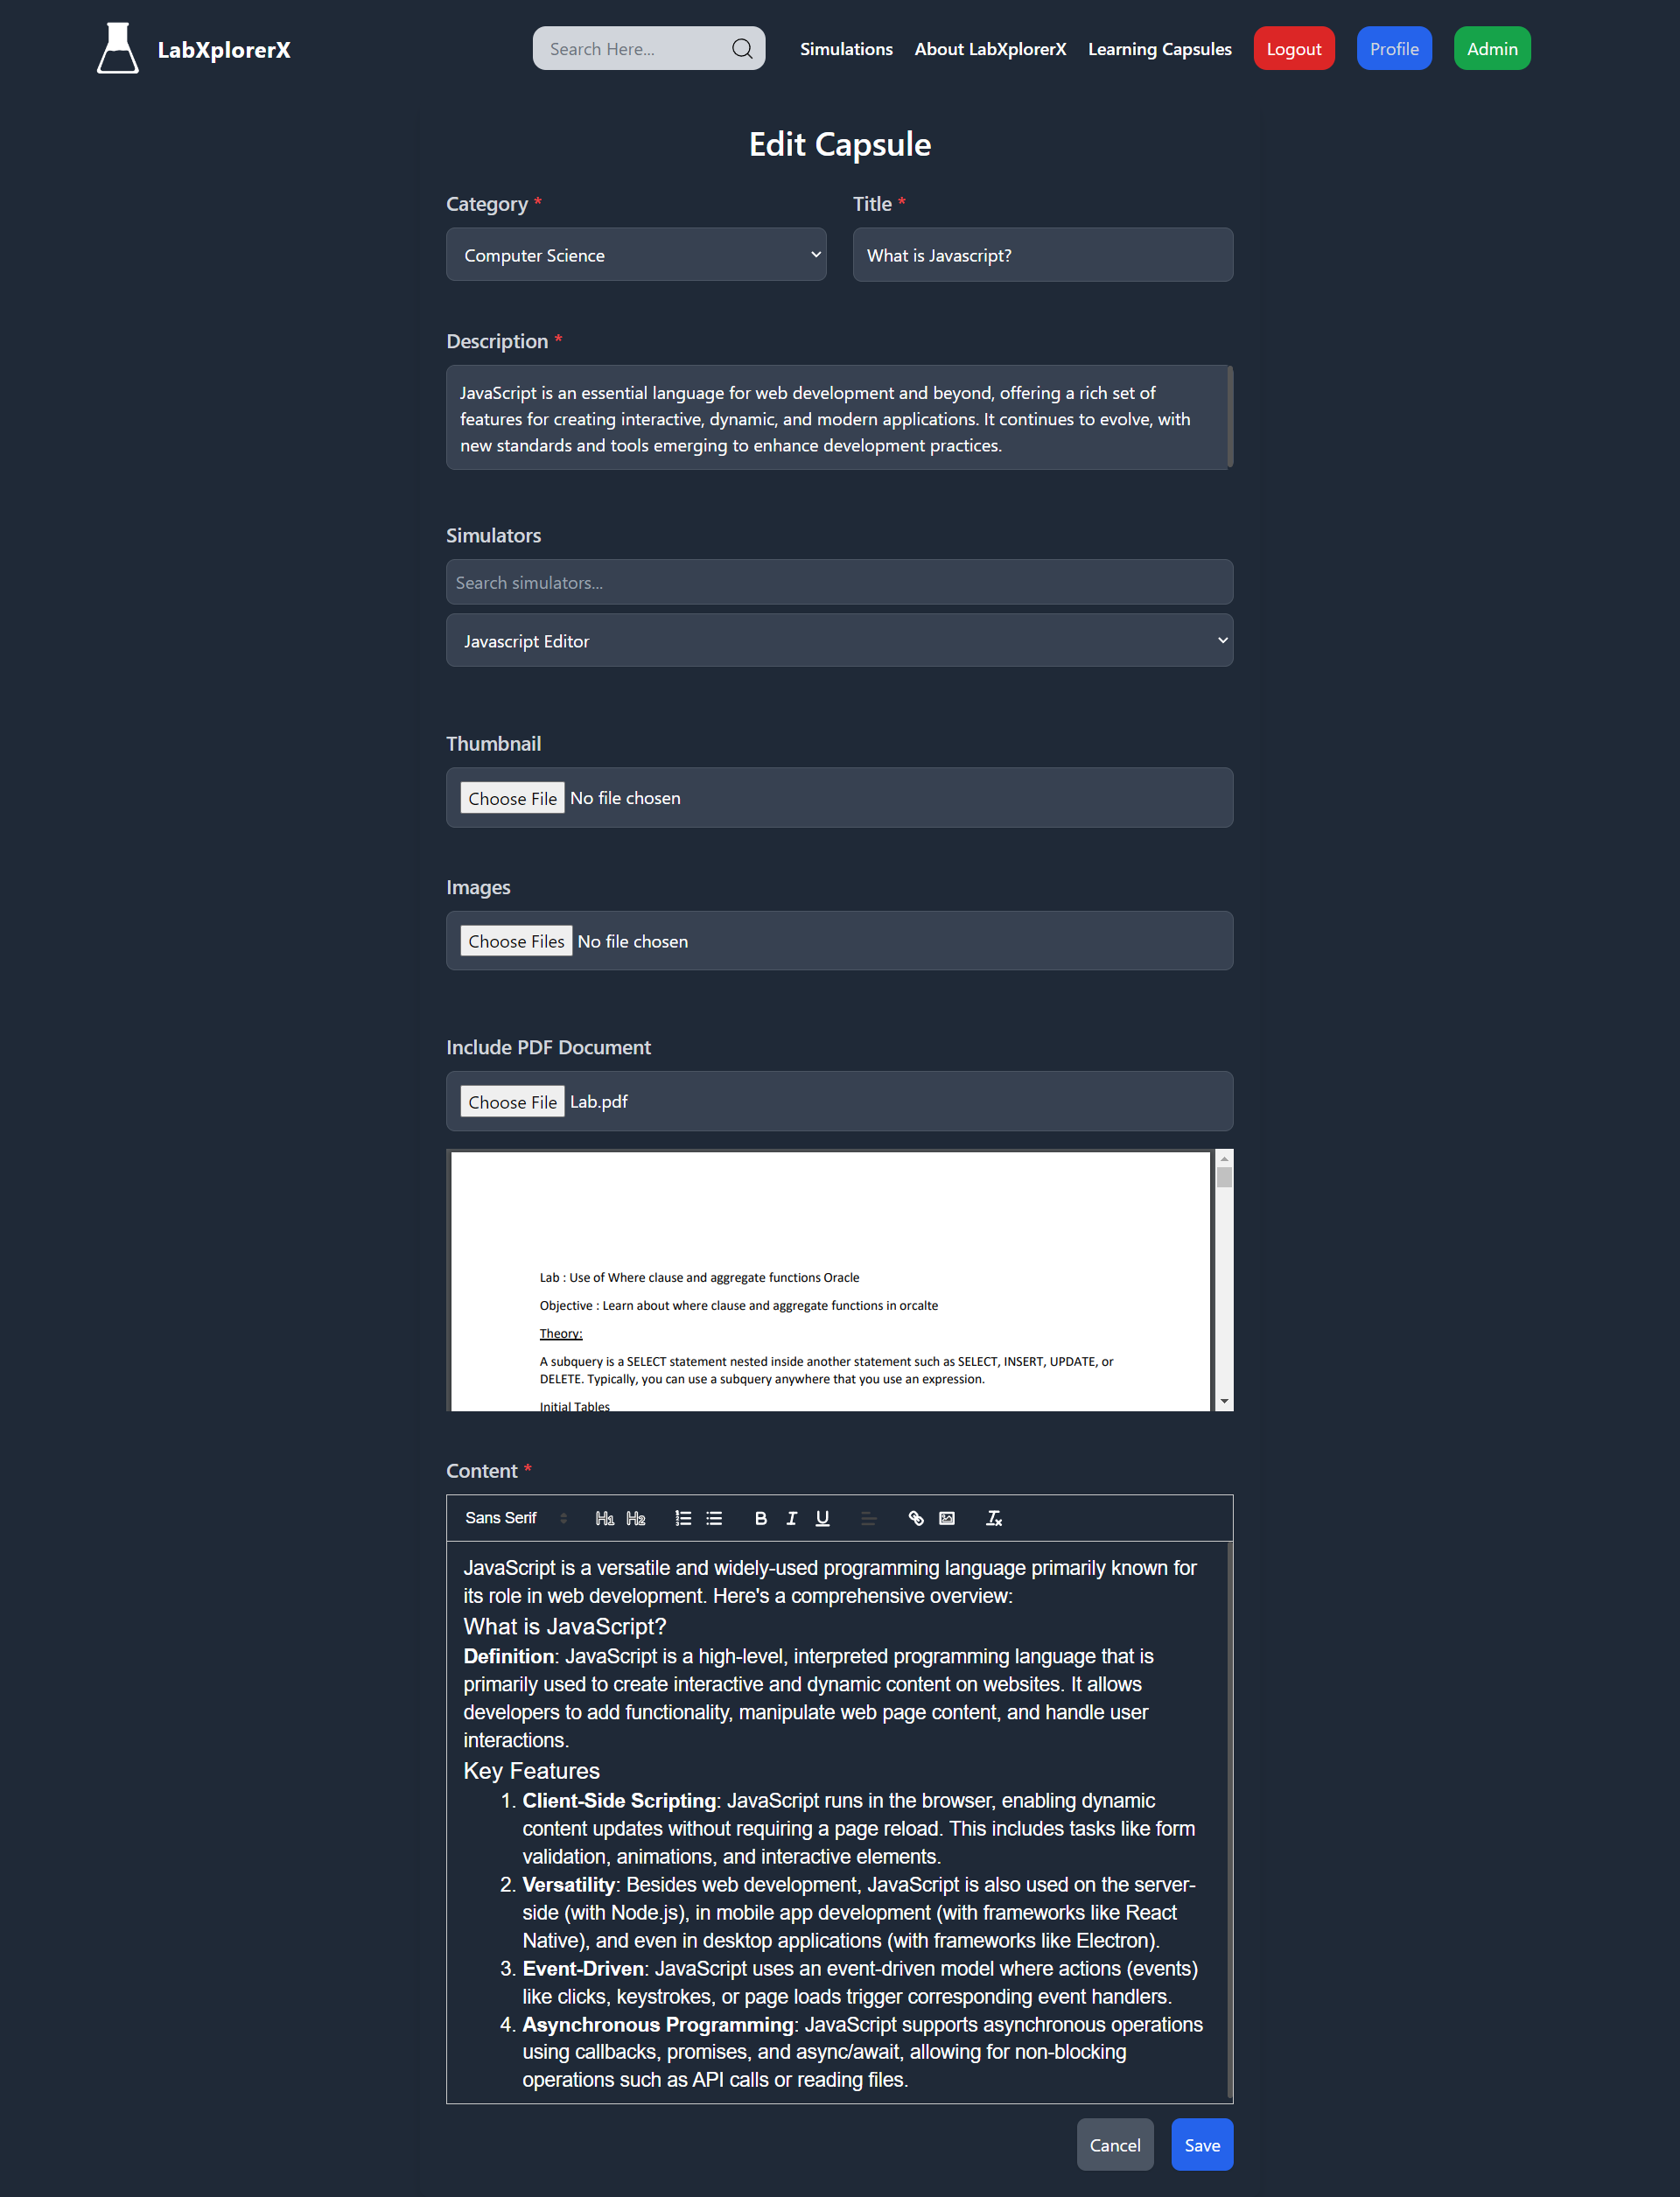 LabXplorerX
Search Here...
Simulations
About LabXplorerX
Learning Capsules
Logout
Profile
Admin
Edit Capsule
Category *
Title *
Computer Science
What is Javascript?
Description *
JavaScript is an essential language for web development and beyond, offering a rich set of
features for creating interactive, dynamic, and modern applications. It continues to evolve, with
new standards and tools emerging to enhance development practices.
Simulators
Search simulators...
Javascript Editor
Thumbnail
Choose File No file chosen
Images
Choose Files No file chosen
Include PDF Document
Choose File Lab.pdf
Lab : Use of Where clause and aggregate functions Oracle
Objective : Learn about where clause and aggregate functions in orcalte
Theory:
A subquery is a SELECT statement nested inside another statement such as SELECT, INSERT, UPDATE, or
DELETE. Typically, you can use a subquery anywhere that you use an expression.
Initial Tables
Content *
Sans Serif H1 H2 B I U
JavaScript is a versatile and widely-used programming language primarily known for
its role in web development. Here's a comprehensive overview:
What is JavaScript?
Definition: JavaScript is a high-level, interpreted programming language that is
primarily used to create interactive and dynamic content on websites. It allows
developers to add functionality, manipulate web page content, and handle user
interactions.
Key Features
1. Client-Side Scripting: JavaScript runs in the browser, enabling dynamic
content updates without requiring a page reload. This includes tasks like form
validation, animations, and interactive elements.
2. Versatility: Besides web development, JavaScript is also used on the server-
side (with Node.js), in mobile app development (with frameworks like React
Native), and even in desktop applications (with frameworks like Electron).
3. Event-Driven: JavaScript uses an event-driven model where actions (events)
like clicks, keystrokes, or page loads trigger corresponding event handlers.
4. Asynchronous Programming: JavaScript supports asynchronous operations
using callbacks, promises, and async/await, allowing for non-blocking
operations such as API calls or reading files.
Cancel
Save